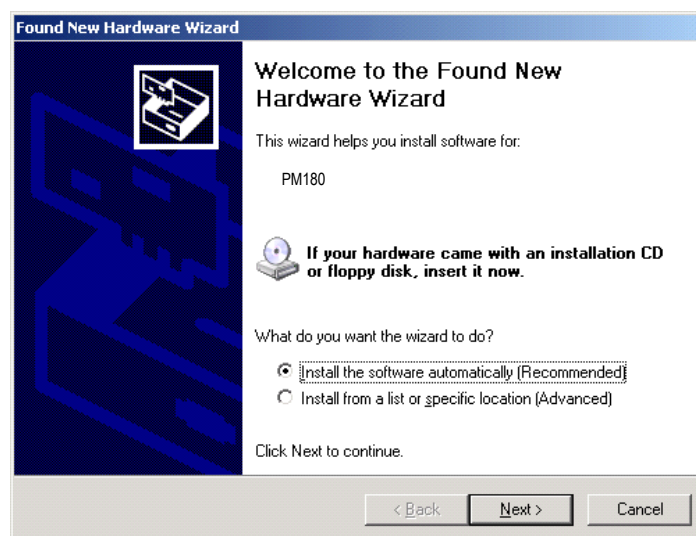 Found New Hardware Wizard
Welcome to the Found New
Hardware Wizard
This wizard helps you install software for:
PM180
If your hardware came with an installation CD
or floppy disk, insert it now.
What do you want the wizard to do?
Install the software automatically (Recommended)
Install from a list or specific location (Advanced)
Click Next to continue.
< Back
Next >
Cancel